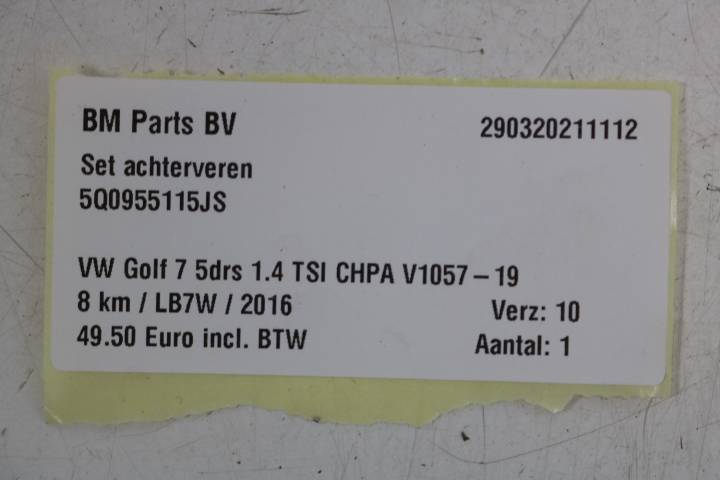 BM Parts BV 290320211112
Set achterveren
5Q0955115JS
VW Golf 7 5drs 1.4 TSI CHPA V1057-19
8 km / LB7W / 2016 Verz: 10
49.50 Euro incl. BTW Aantal: 1